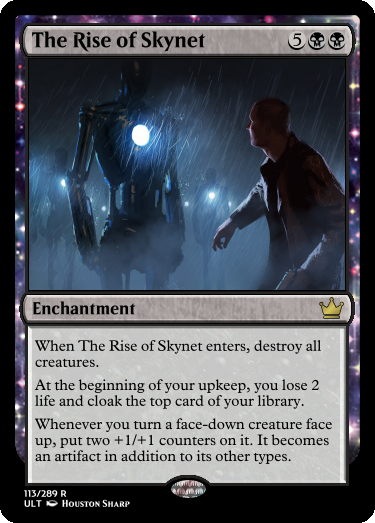 The Rise of Skynet 5
Enchantment
When The Rise of Skynet enters, destroy all
creatures.
At the beginning of your upkeep, you lose 2
life and cloak the top card of your library.
Whenever you turn a face-down creature face
up, put two +1/+1 counters on it. It becomes
an artifact in addition to its other types.
113/289 R
ULT Houston Sharp